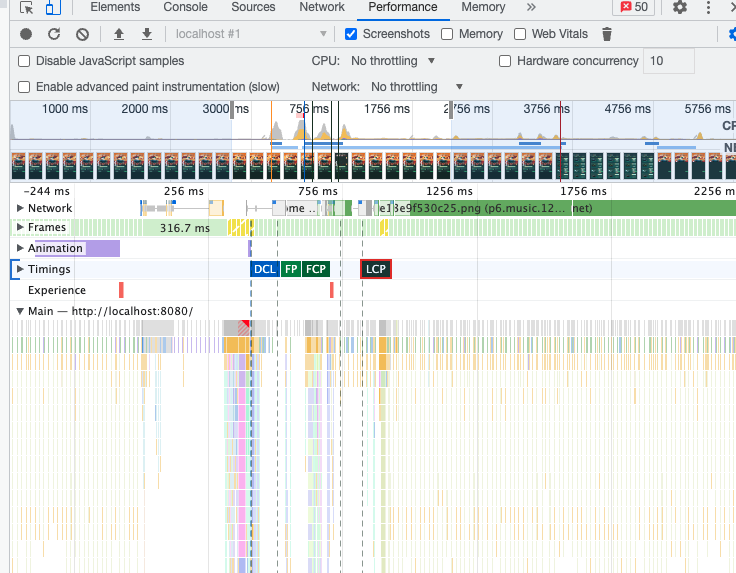 Elements Console Sources Network Performance Memory » 50
localhost #1 Screenshots Memory Web Vitals
Disable JavaScript samples CPU: No throttling Hardware concurrency 10
Enable advanced paint instrumentation (slow) Network: No throttling
1000 ms 2000 ms 3000 ms 756 ms 1756 ms 2756 ms 3756 ms 4756 ms 5756 ms
-244 ms 256 ms 756 ms 1256 ms 1756 ms 2256 m
Network ome … e18e9f530c25.png (p6.music.12… net)
Frames 316.7 ms
Animation
Timings DCL FP FCP LCP
Experience
Main — http://localhost:8080/